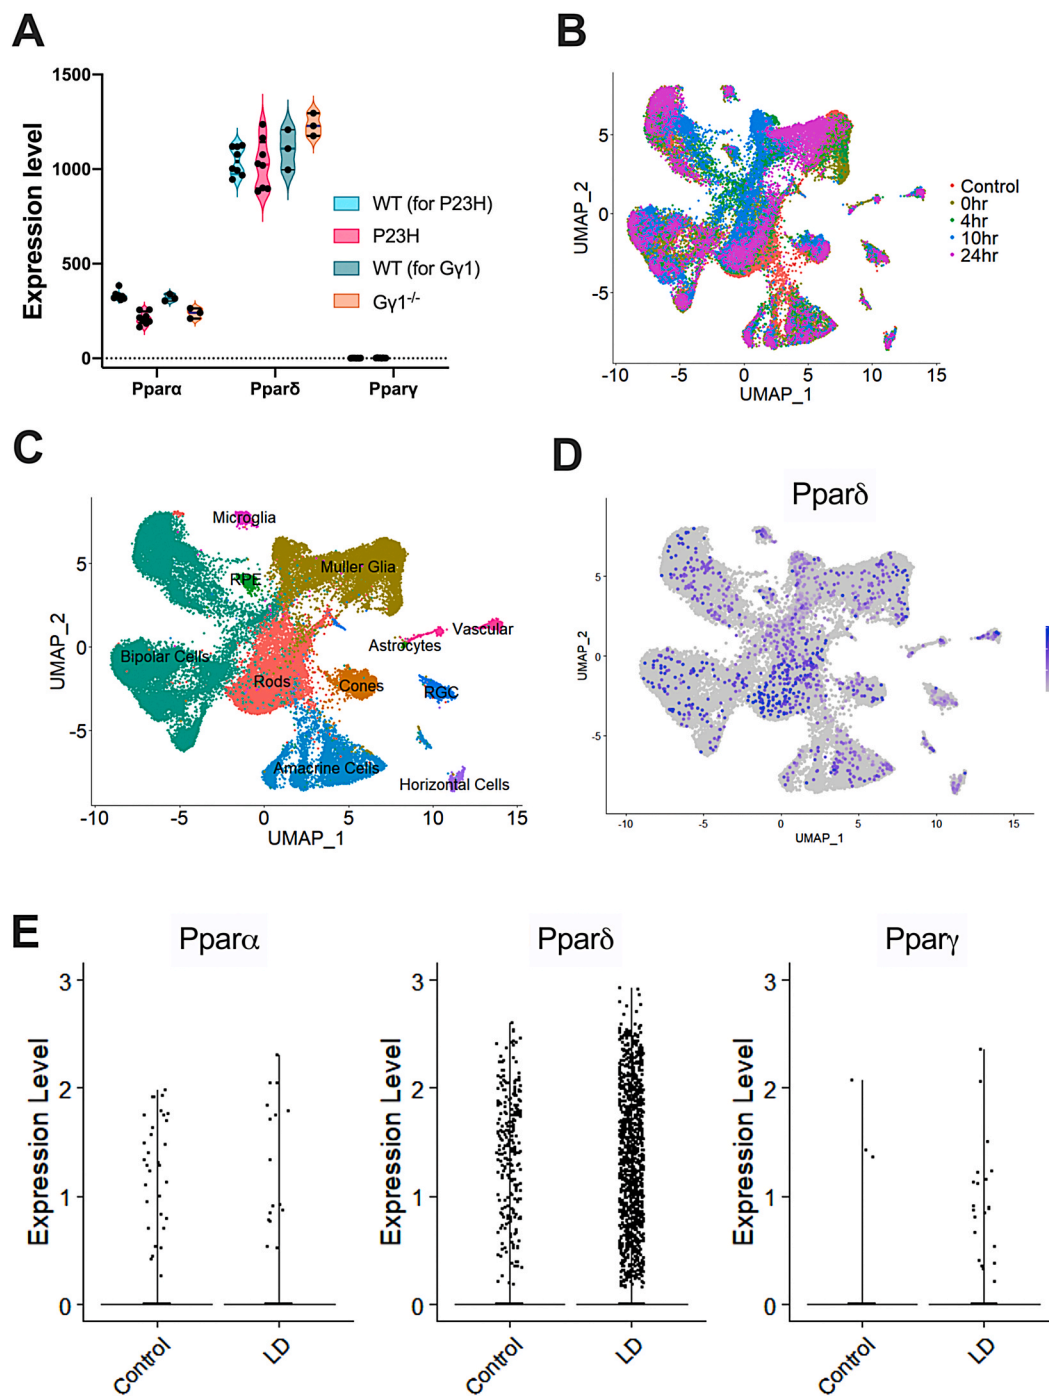 A
Expression level
1500
1000
500
0
Pparα
Pparδ
Pparγ
WT (for P23H)
P23H
WT (for Gγ1)
Gγ1-/-
B
UMAP_2
5
0
-5
-10
-5
0
5
10
15
UMAP_1
Control
0hr
4hr
10hr
24hr
C
UMAP_2
5
0
-5
-10
-5
0
5
10
15
UMAP_1
Microglia
RPE
Muller Glia
Vascular
Astrocytes
Bipolar Cells
Rods
Cones
RGC
Amacrine Cells
Horizontal Cells
D
Pparδ
UMAP_2
5
0
-5
-10
-5
0
5
10
15
UMAP_1
E
Pparα
Expression Level
3
2
1
0
Control
LD
Pparδ
Expression Level
3
2
1
0
Control
LD
Pparγ
Expression Level
3
2
1
0
Control
LD